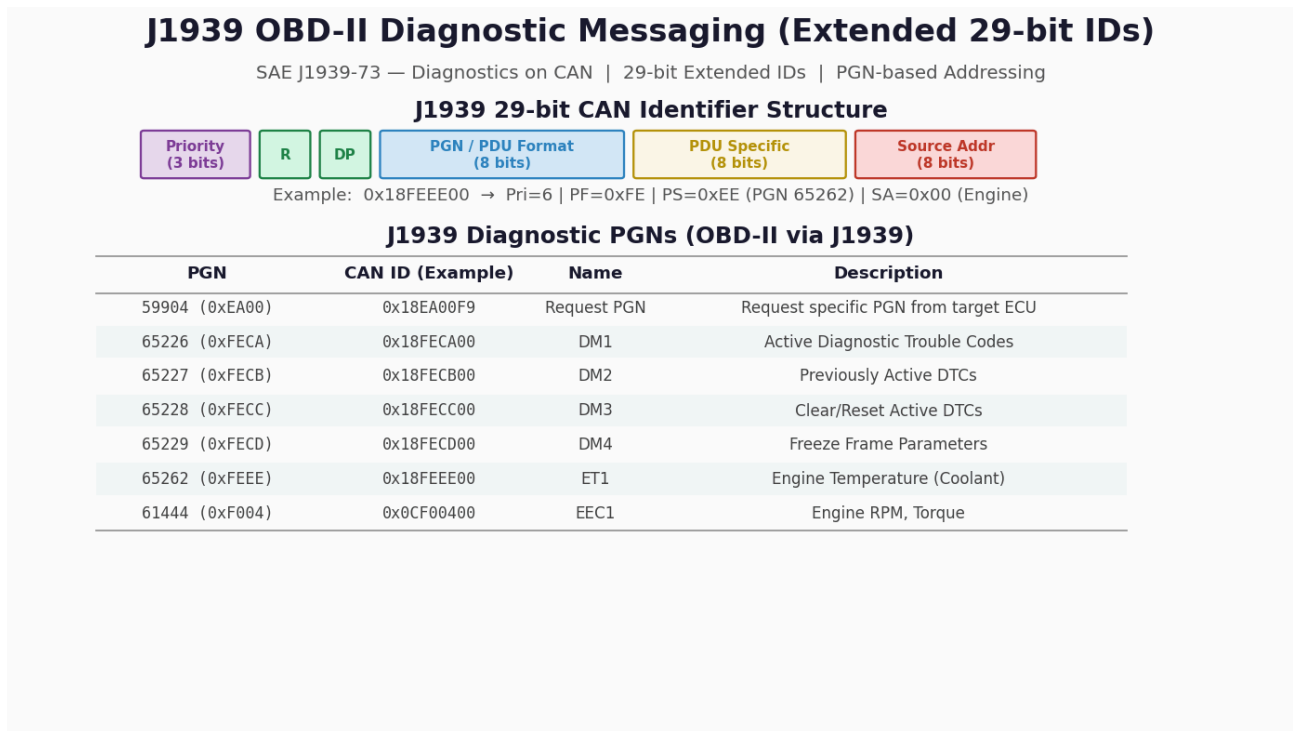 J1939 OBD-II Diagnostic Messaging (Extended 29-bit IDs)
SAE J1939-73 — Diagnostics on CAN | 29-bit Extended IDs | PGN-based Addressing
J1939 29-bit CAN Identifier Structure
Priority
(3 bits)
R
DP
PGN / PDU Format
(8 bits)
PDU Specific
(8 bits)
Source Addr
(8 bits)
Example: 0x18FEEE00 → Pri=6 | PF=0xFE | PS=0xEE (PGN 65262) | SA=0x00 (Engine)
J1939 Diagnostic PGNs (OBD-II via J1939)
PGN CAN ID (Example) Name Description
59904 (0xEA00) 0x18EA00F9 Request PGN Request specific PGN from target ECU
65226 (0xFECA) 0x18FECA00 DM1 Active Diagnostic Trouble Codes
65227 (0xFECB) 0x18FECB00 DM2 Previously Active DTCs
65228 (0xFECC) 0x18FECC00 DM3 Clear/Reset Active DTCs
65229 (0xFECD) 0x18FECD00 DM4 Freeze Frame Parameters
65262 (0xFEEE) 0x18FEEE00 ET1 Engine Temperature (Coolant)
61444 (0xF004) 0x0CF00400 EEC1 Engine RPM, Torque